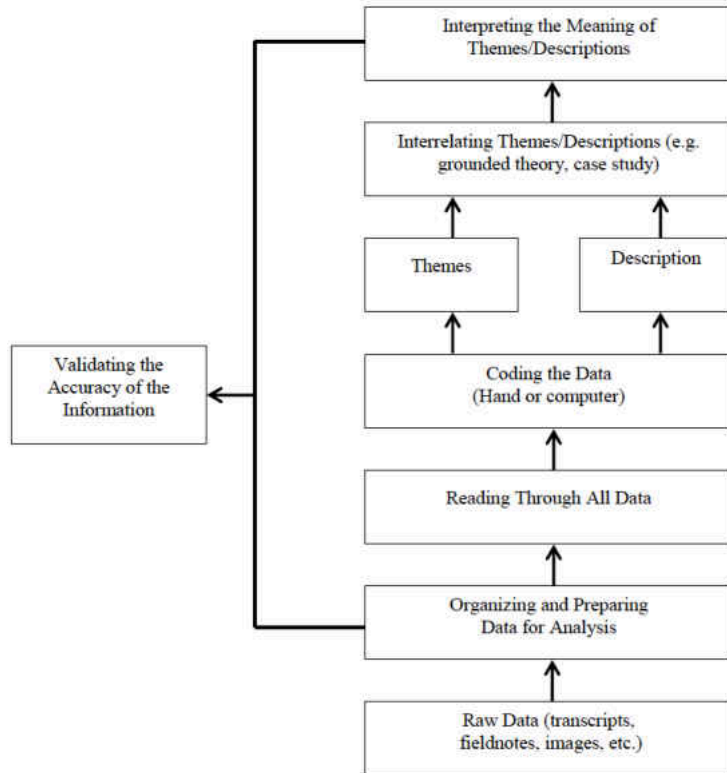 Interpreting the Meaning of
Themes/Descriptions
Interrelating Themes/Descriptions (e.g.
grounded theory, case study)
Themes
Description
Validating the
Accuracy of the
Information
Coding the Data
(Hand or computer)
Reading Through All Data
Organizing and Preparing
Data for Analysis
Raw Data (transcripts,
fieldnotes, images, etc.)